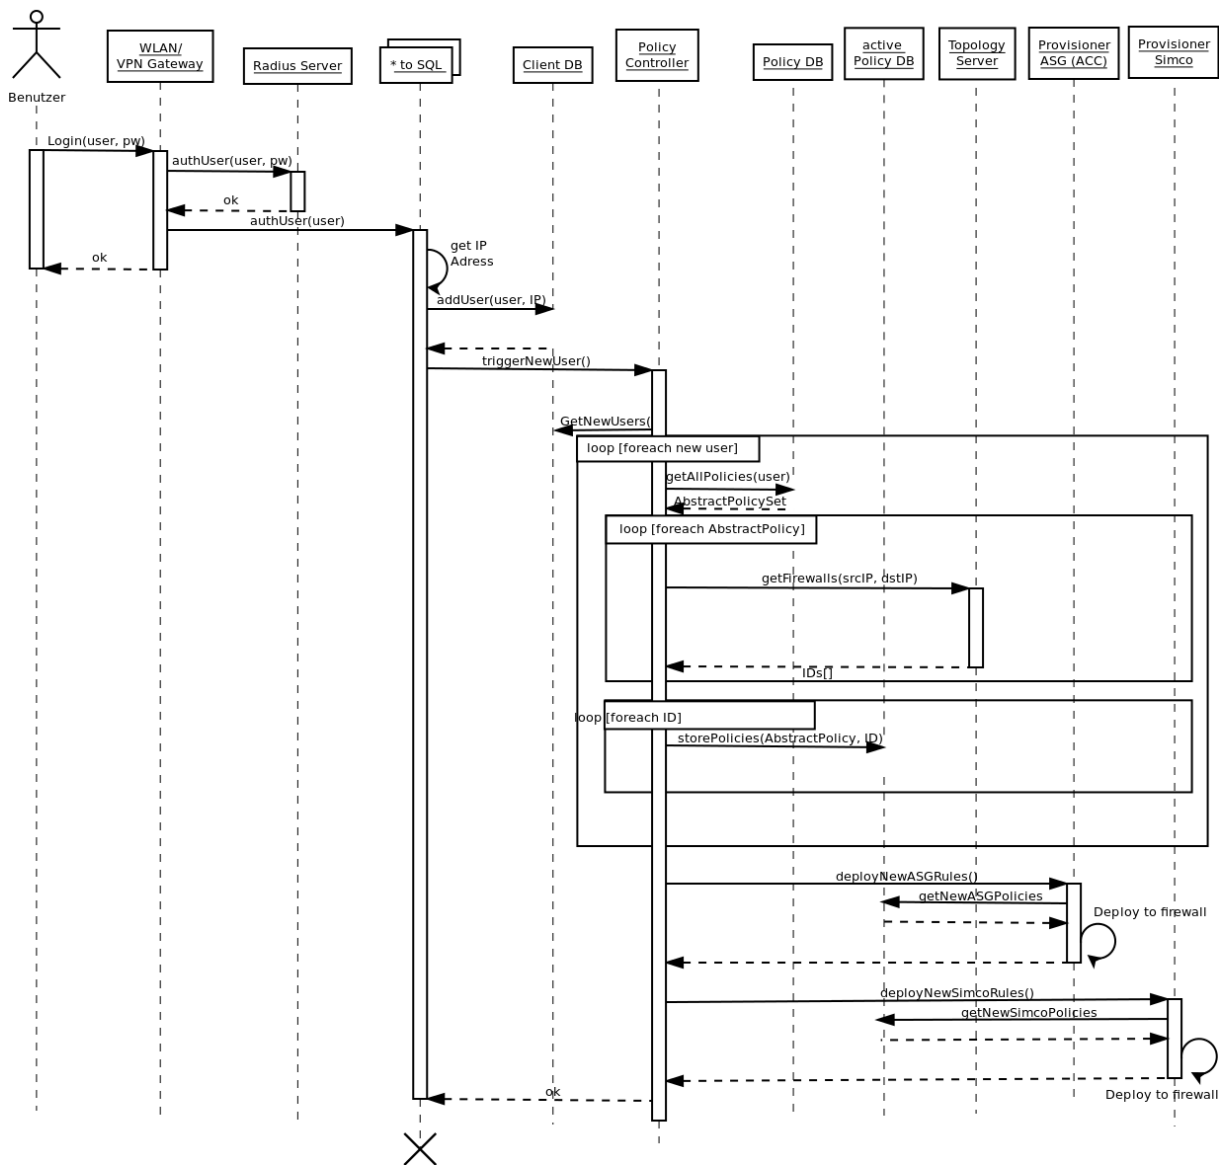 Benutzer
WLAN/
VPN Gateway
Radius Server
* to SQL
Client DB
Policy
Controller
Policy DB
active
Policy DB
Topology
Server
Provisioner
ASG (ACC)
Provisioner
Simco
Login(user, pw)
authUser(user, pw)
ok
authUser(user)
ok
get IP
Adress
addUser(user, IP)
triggerNewUser()
GetNewUsers(
loop [foreach new user]
getAllPolicies(user)
AbstractPolicySet
loop [foreach AbstractPolicy]
getFirewalls(srcIP, dstIP)
IDs[]
loop [foreach ID]
storePolicies(AbstractPolicy, ID)
deployNewASGRules()
getNewASGPolicies
Deploy to firewall
deployNewSimcoRules()
getNewSimcoPolicies
ok
Deploy to firewall